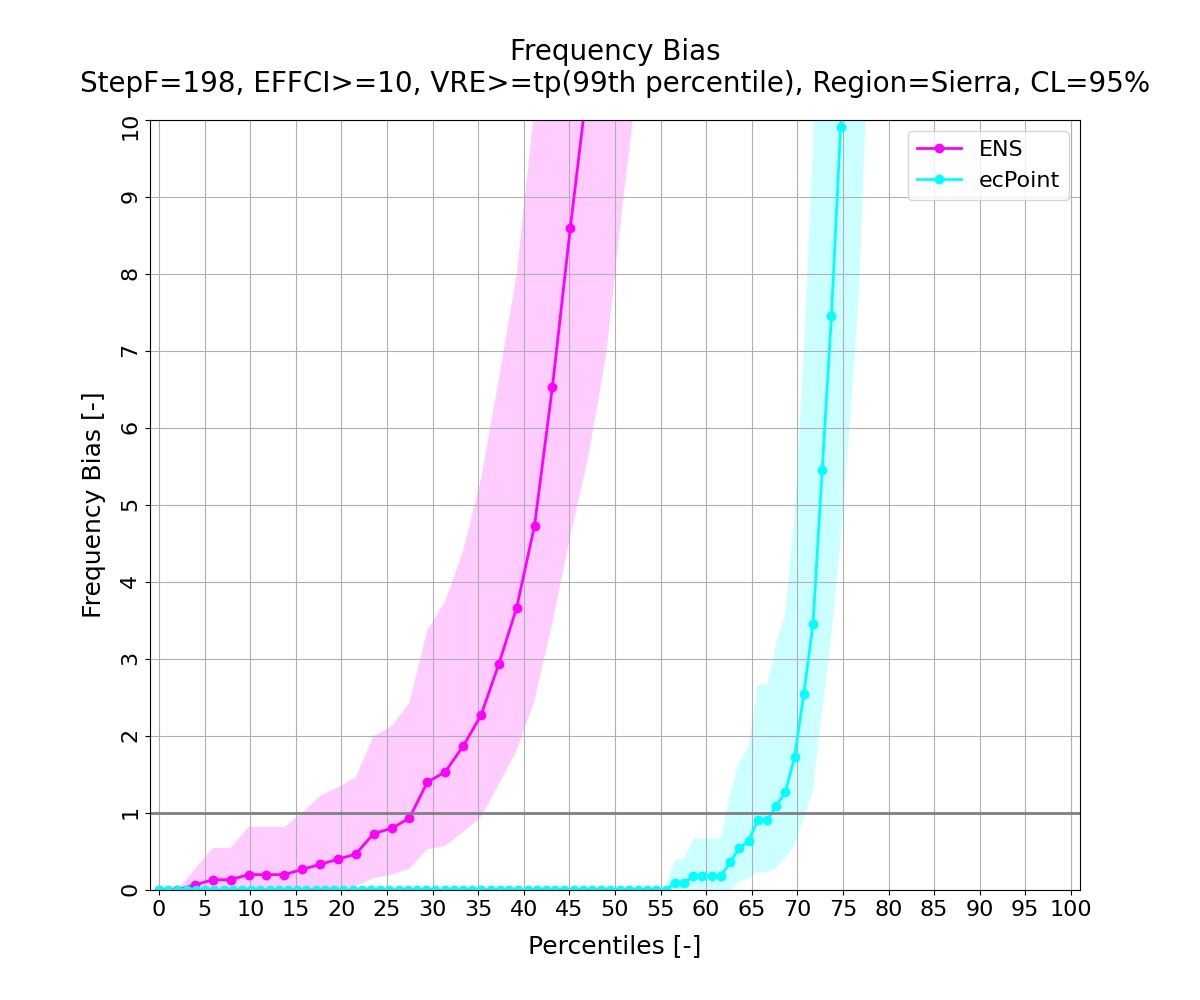 Frequency Bias
StepF=198, EFFCI>=10, VRE>=tp(99th percentile), Region=Sierra, CL=95%
ENS
ecPoint
Frequency Bias [-]
10
9
8
7
6
5
4
3
2
1
0
0 5 10 15 20 25 30 35 40 45 50 55 60 65 70 75 80 85 90 95 100
Percentiles [-]